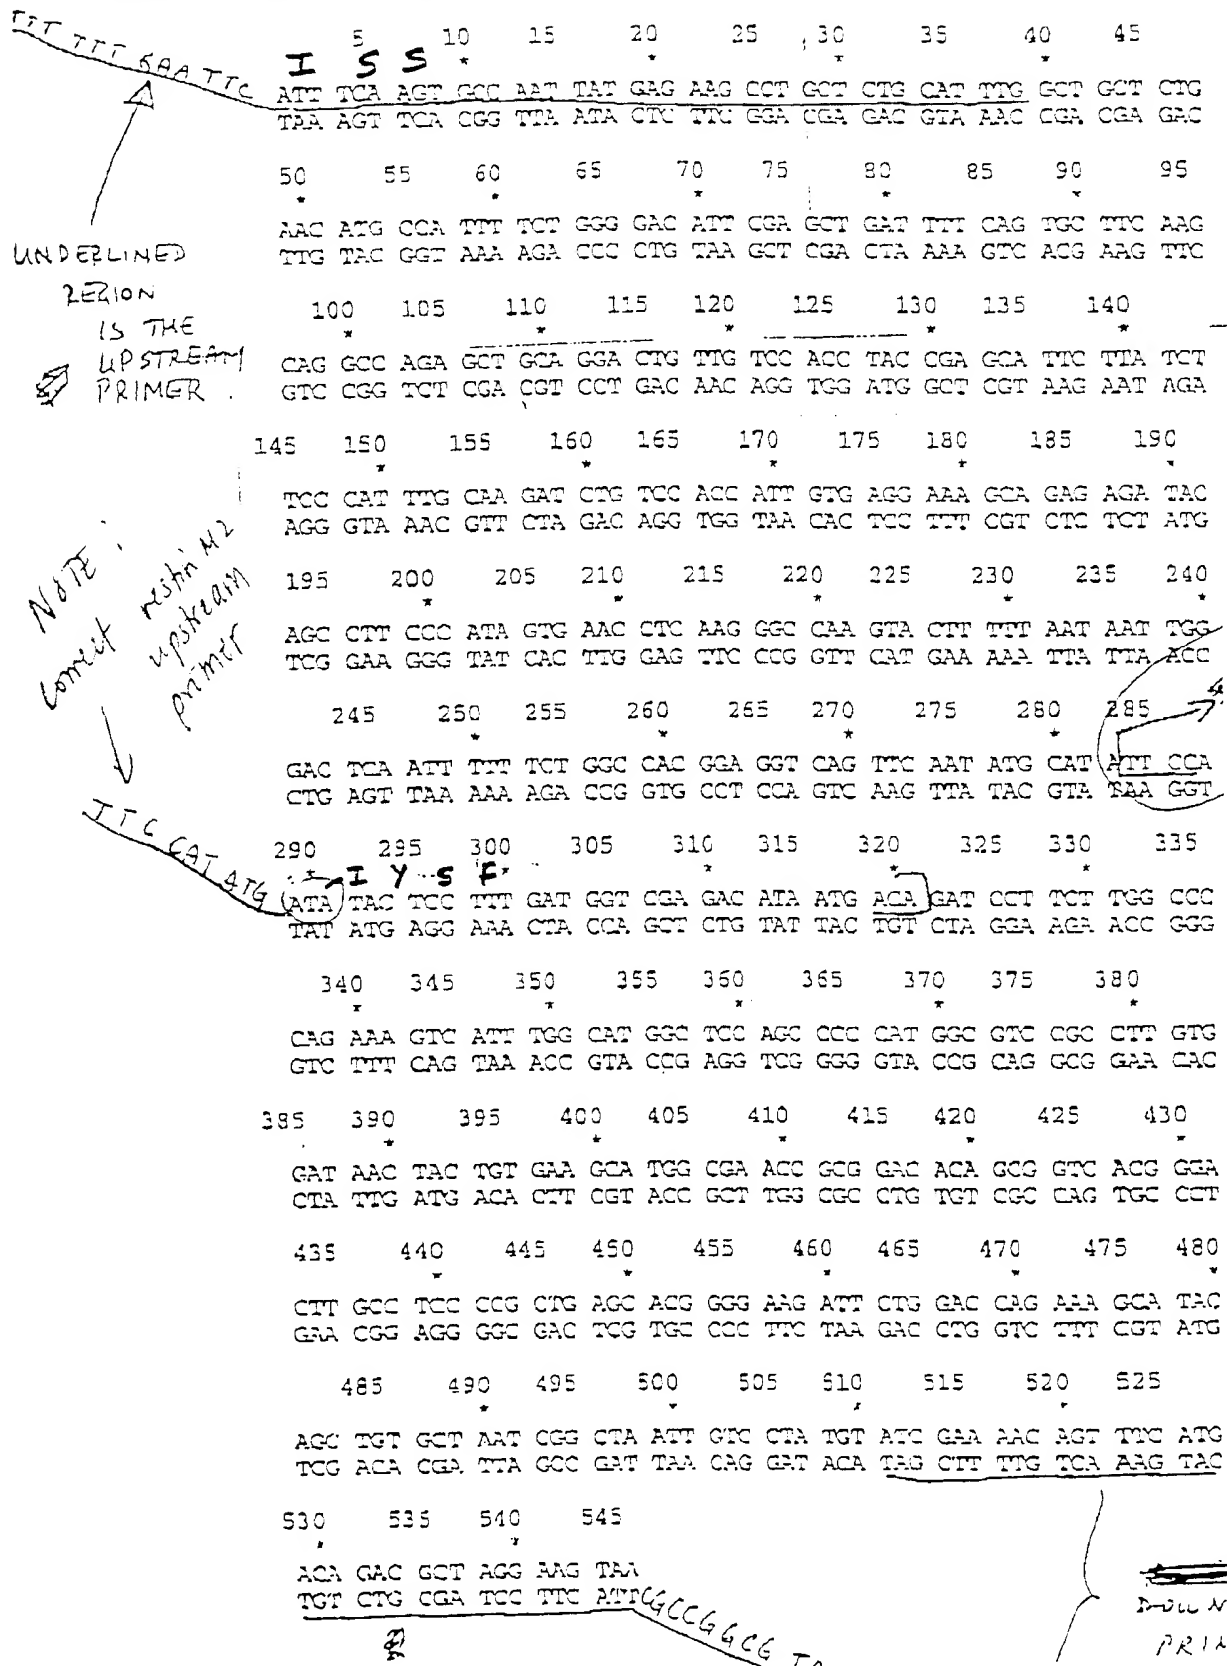 TTT TTT GAA TTC
5 10 15 20 25 30 35 40 45
I S S
ATT TCA AGT GCC AAT TAT GAG AAG CCT GCT CTG CAT TTG GCT GCT CTG
TAA AGT TCA CGG TTA ATA CTC TTC GGA CGA GAC GTA AAC CGA CGA GAC
50 55 60 65 70 75 80 85 90 95
AAC ATG CCA TTT TCT GGG GAC ATT CGA GCT GAT TTT CAG TGC TTC AAG
TTG TAC GGT AAA AGA CCC CTG TAA GCT CGA CTA AAA GTC ACG AAG TTC
UNDERLINED
REGION
IS THE
UPSTREAM
PRIMER.
100 105 110 115 120 125 130 135 140
CAG GCC AGA GCT GCA GGA CTG TTG TCC ACC TAC CGA GCA TTC TTA TCT
GTC CGG TCT CGA CGT CCT GAC AAC AGG TGG ATG GCT CGT AAG AAT AGA
145 150 155 160 165 170 175 180 185 190
TCC CAT TTG CAA GAT CTG TCC ACC ATT GTG AGG AAA GCA GAG AGA TAC
AGG GTA AAC GTT CTA GAC AGG TGG TAA CAC TCC TTT CGT CTC TCT ATG
NOTE:
correct restin M2
upstream
primer
195 200 205 210 215 220 225 230 235 240
AGC CTT CCC ATA GTG AAC CTC AAG GGC CAA GTA CTT TTT AAT AAT TGG
TCG GAA GGG TAT CAC TTG GAG TTC CCG GTT CAT GAA AAA TTA TTA ACC
245 250 255 260 265 270 275 280 285
GAC TCA ATT TTT TCT GGC CAC GGA GGT CAG TTC AAT ATG CAT ATT CCA
CTG AGT TAA AAA AGA CCG GTG CCT CCA GTC AAG TTA TAC GTA TAA GGT
TTC CAT ATG
290 295 300 305 310 315 320 325 330 335
I Y S F
ATA TAC TCC TTT GAT GGT CGA GAC ATA ATG ACA GAT CCT TCT TGG CCC
TAT ATG AGG AAA CTA CCA GCT CTG TAT TAC TGT CTA GGA AGA ACC GGG
340 345 350 355 360 365 370 375 380
CAG AAA GTC ATT TGG CAT GGC TCC AGC CCC CAT GGC GTC CGC CTT GTG
GTC TTT CAG TAA ACC GTA CCG AGG TCG GGG GTA CCG CAG GCG GAA CAC
385 390 395 400 405 410 415 420 425 430
GAT AAC TAC TGT GAA GCA TGG CGA ACC GCG GAC ACA GCG GTC ACG GGA
CTA TTG ATG ACA CTT CGT ACC GCT TGG CGC CTG TGT CGC CAG TGC CCT
435 440 445 450 455 460 465 470 475 480
CTT GCC TCC CCG CTG AGC ACG GGG AAG ATT CTG GAC CAG AAA GCA TAC
GAA CGG AGG GGC GAC TCG TGC CCC TTC TAA GAC CTG GTC TTT CGT ATG
485 490 495 500 505 510 515 520 525
AGC TGT GCT AAT CGG CTA ATT GTC CTA TGT ATC GAA AAC AGT TTC ATG
TCG ACA CGA TTA GCC GAT TAA CAG GAT ACA TAG CTT TTG TCA AAG TAC
530 535 540 545
ACA GAC GCT AGG AAG TAA
TGT CTG CGA TCC TTC ATTCGCCGGCG